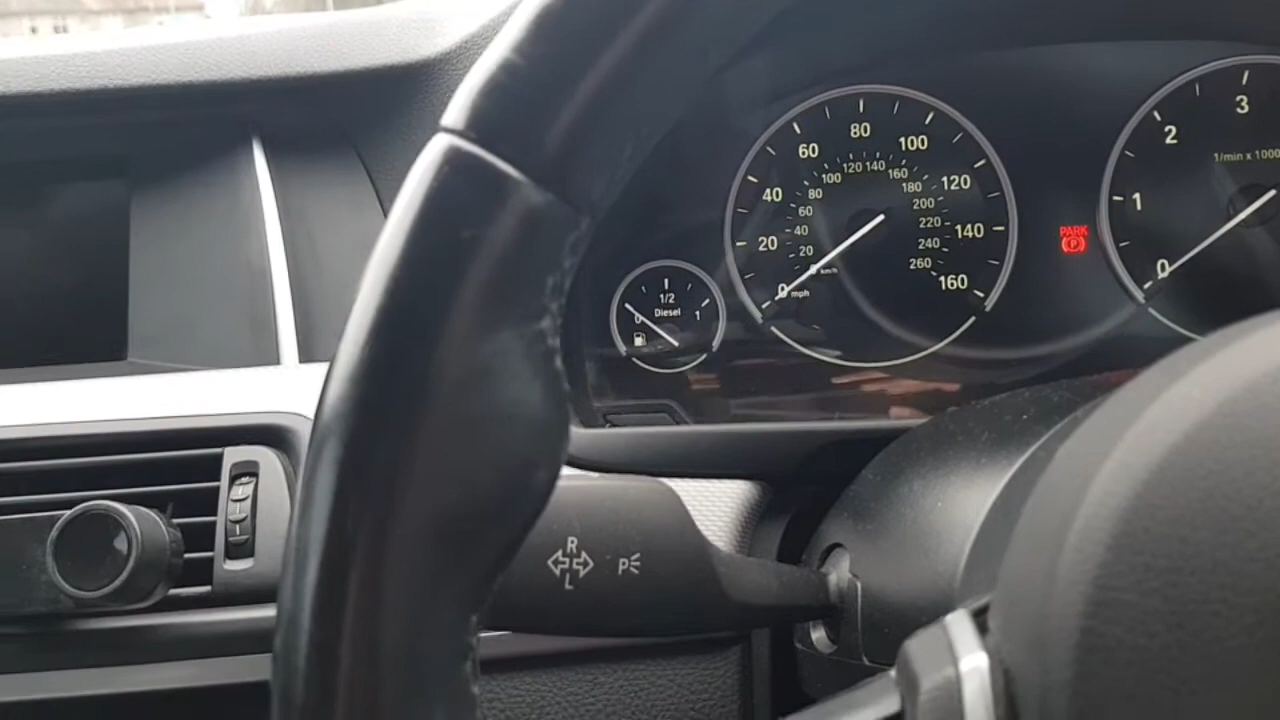 0 20 40 60 80 100 120 140 160
mph
0 20 40 60 80 100 120 140 160 180 200 220 240 260
km/h
0 1/2 1
Diesel
PARK
P
0 1 2 3
1/min x 1000
R
L
P